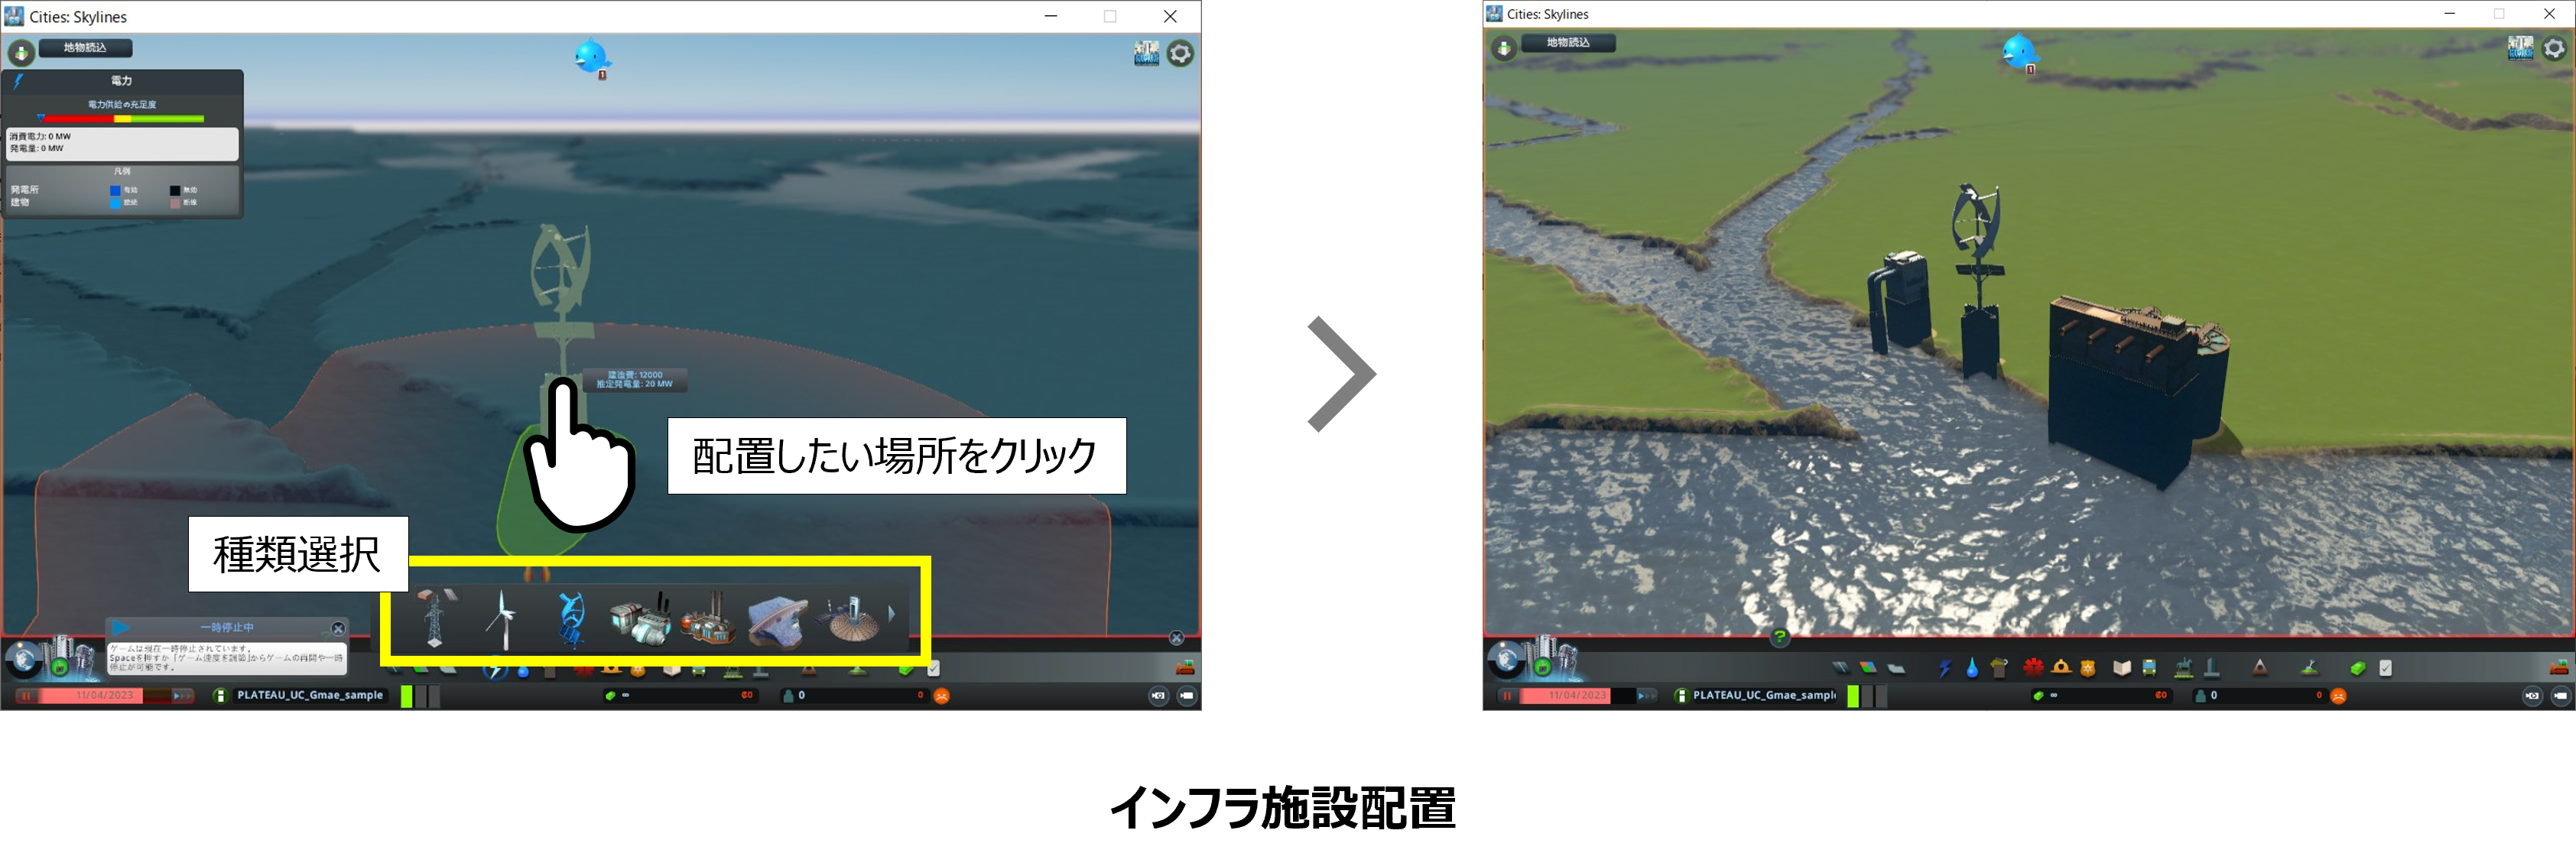 Cities: Skylines
地物読込
電力
電力供給の充足度
消費電力: 0 MW
発電量: 0 MW
凡例
発電所 有効 無効
建物 接続 断線
建設費: 12000
推定発電量: 20 MW
配置したい場所をクリック
種類選択
一時停止中
ゲームは現在一時停止されています。
Spaceを押すか「ゲーム速度を調節」からゲームの再開や一時
停止が可能です。
11/04/2023
PLATEAU_UC_Gmae_sample
∞
₡0
0
0
Cities: Skylines
地物読込
11/04/2023
PLATEAU_UC_Gmae_sampl
∞
₡0
0
0
インフラ施設配置